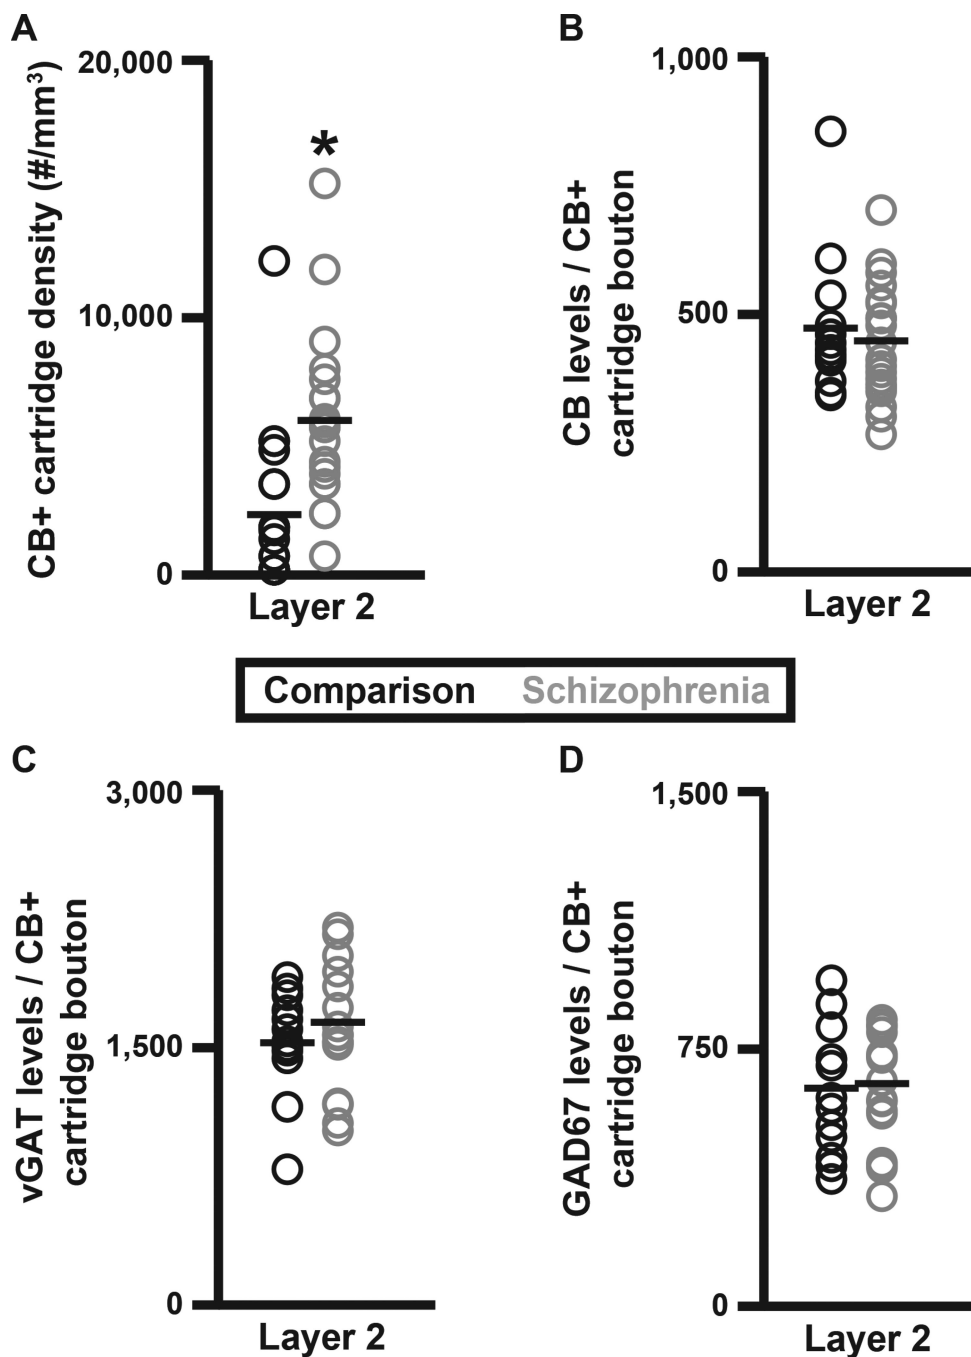 A
CB+ cartridge density (#/mm³)
20,000
10,000
0
*
Layer 2
B
CB levels / CB+
cartridge bouton
1,000
500
0
Layer 2
Comparison Schizophrenia
C
vGAT levels / CB+
cartridge bouton
3,000
1,500
0
Layer 2
D
GAD67 levels / CB+
cartridge bouton
1,500
750
0
Layer 2